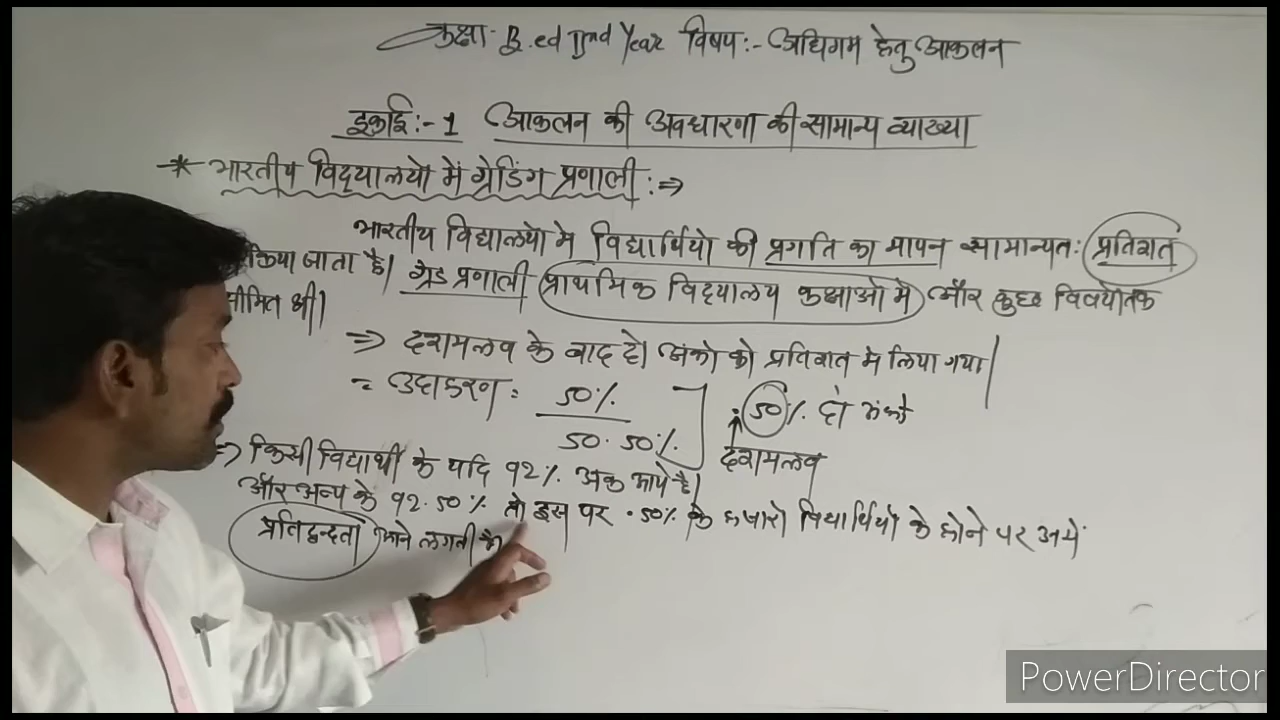 कक्षा- B.ed IInd Year विषय:- अधिगम हेतु आकलन
इकाई:- 1 आकलन की अवधारणा की सामान्य व्याख्या
* भारतीय विद्यालयो में ग्रेडिंग प्रणाली :⇒
भारतीय विद्यालयो मे विद्यार्थियो की प्रगति का मापन सामान्यतः प्रतिशत
किया जाता है। ग्रेड प्रणाली प्राथमिक विद्यालय कक्षाओ मे और कुछ विषयो तक
सीमित थी।
⇒ दशमलव के बाद दो अंको को प्रतिशत मे लिया गया।
= उदाहरण = 50%
50.50%
.50% दो अंको
दशमलव
⇒ किसी विद्यार्थी के यदि 92% अंक आये है।
और अन्य के 92.50% तो इस पर .50% के हजारो विद्यार्थियो के होने पर उनमे
प्रतिद्वन्दता आने लगती है
PowerDirector